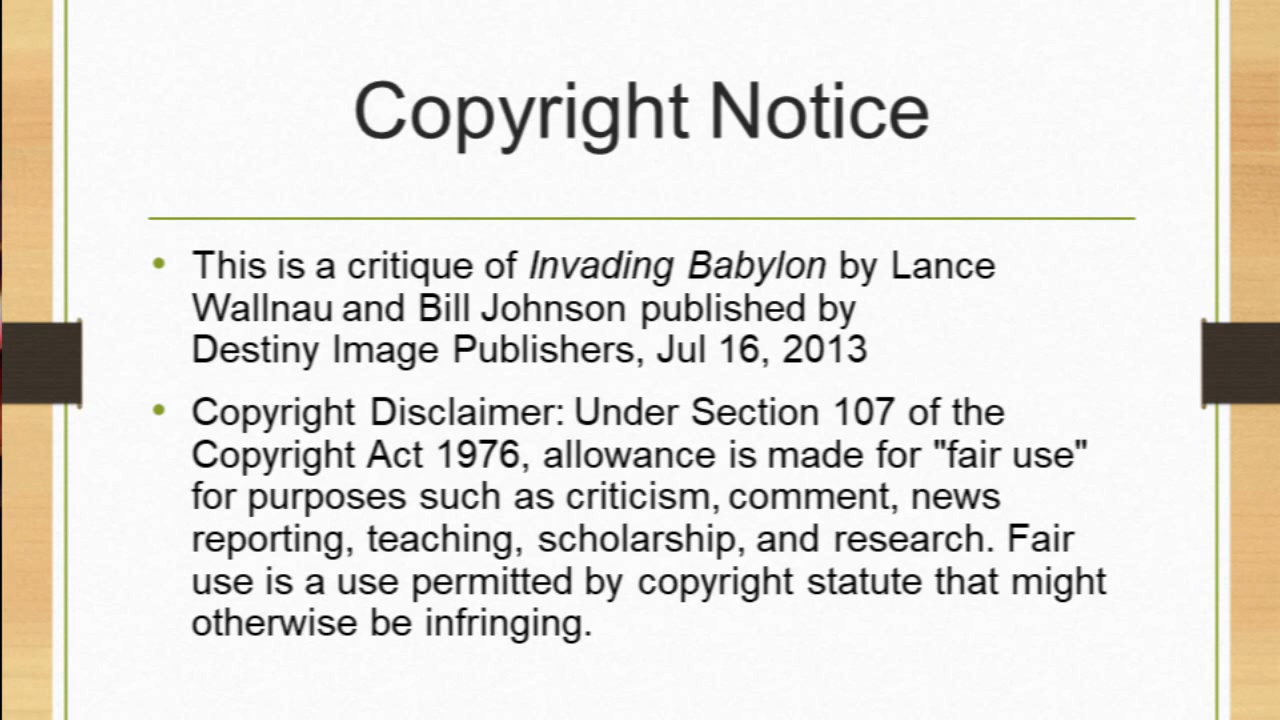 Copyright Notice
• This is a critique of Invading Babylon by Lance
Wallnau and Bill Johnson published by
Destiny Image Publishers, Jul 16, 2013
• Copyright Disclaimer: Under Section 107 of the
Copyright Act 1976, allowance is made for "fair use"
for purposes such as criticism, comment, news
reporting, teaching, scholarship, and research. Fair
use is a use permitted by copyright statute that might
otherwise be infringing.